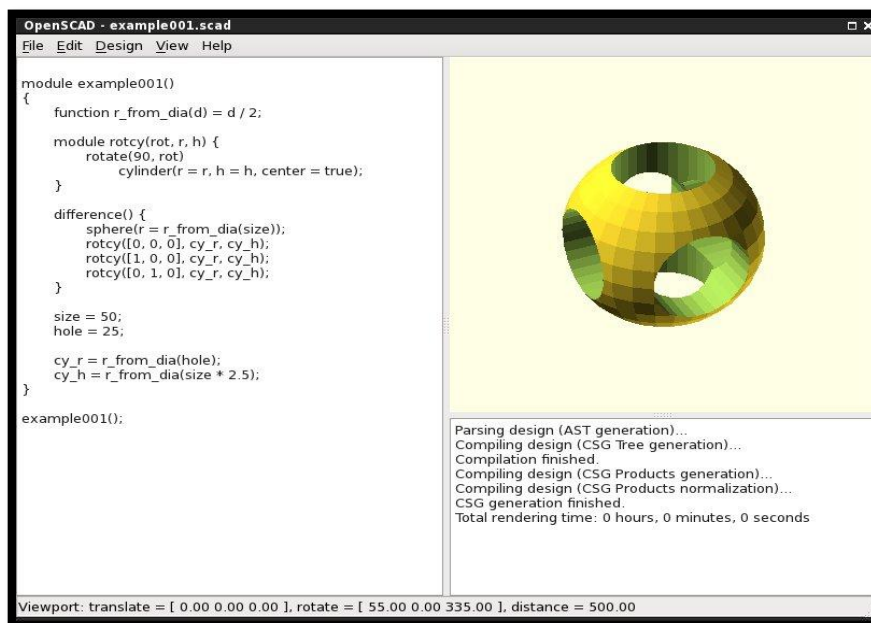 OpenSCAD - example001.scad
File Edit Design View Help
module example001()
{
function r_from_dia(d) = d / 2;
module rotcy(rot, r, h) {
rotate(90, rot)
cylinder(r = r, h = h, center = true);
}
difference() {
sphere(r = r_from_dia(size));
rotcy([0, 0, 0], cy_r, cy_h);
rotcy([1, 0, 0], cy_r, cy_h);
rotcy([0, 1, 0], cy_r, cy_h);
}
size = 50;
hole = 25;
cy_r = r_from_dia(hole);
cy_h = r_from_dia(size * 2.5);
}
example001();
Parsing design (AST generation)...
Compiling design (CSG Tree generation)...
Compilation finished.
Compiling design (CSG Products generation)...
Compiling design (CSG Products normalization)...
CSG generation finished.
Total rendering time: 0 hours, 0 minutes, 0 seconds
Viewport: translate = [ 0.00 0.00 0.00 ], rotate = [ 55.00 0.00 335.00 ], distance = 500.00